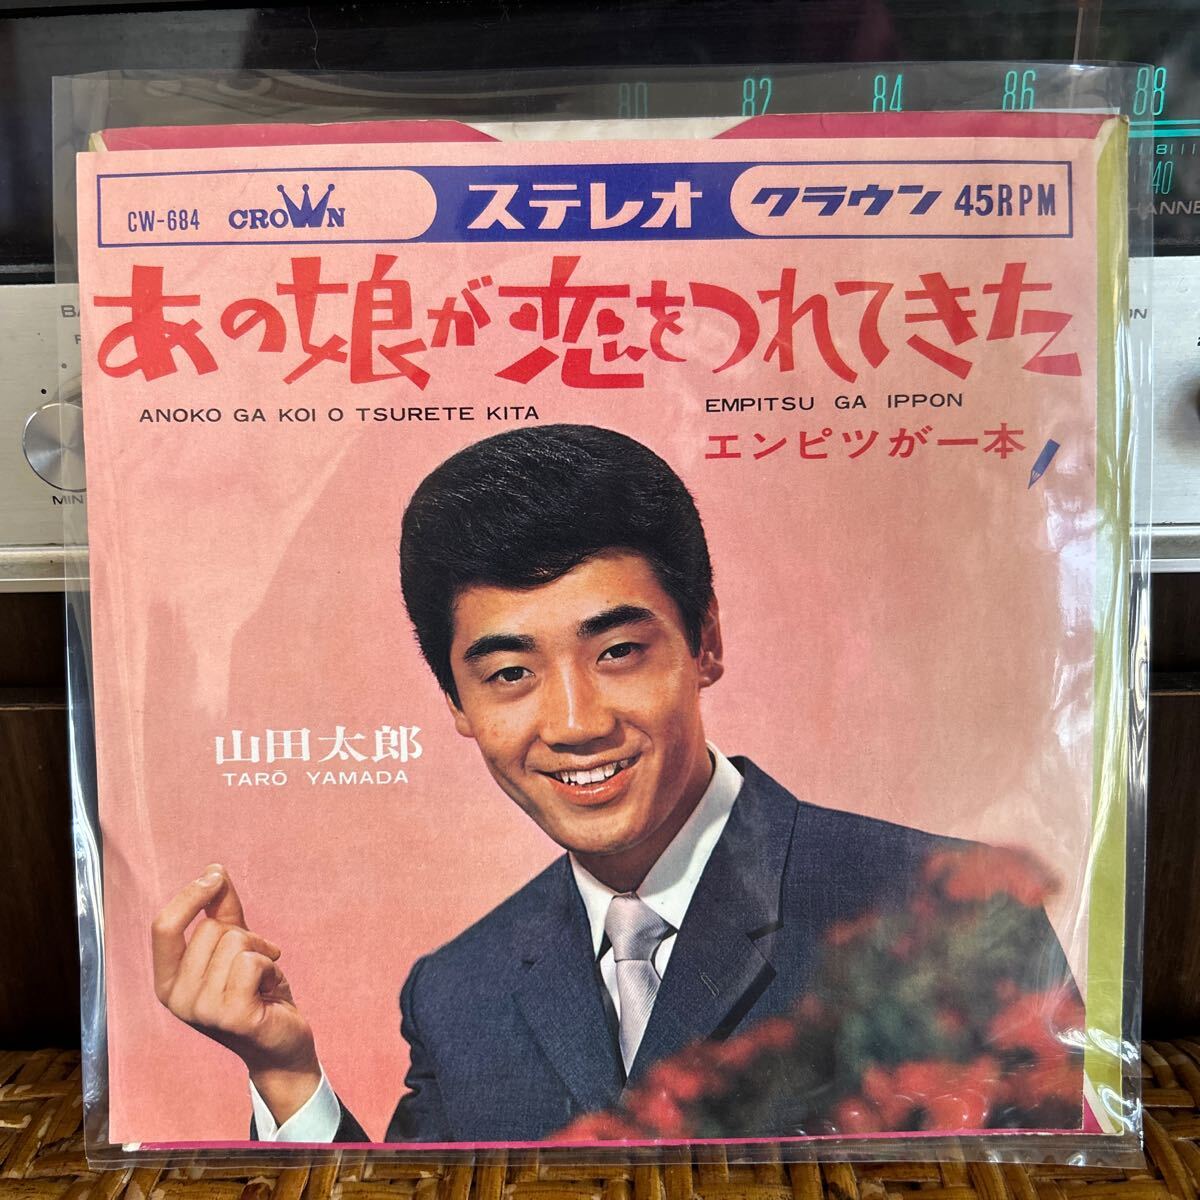 80 82 84 86 88
40
CW-684 CROWN ステレオ クラウン 45RPM
あの娘が恋をつれてきた
ANOKO GA KOI O TSURETE KITA
EMPITSU GA IPPON
エンピツが一本
山田太郎
TARŌ YAMADA
MIN